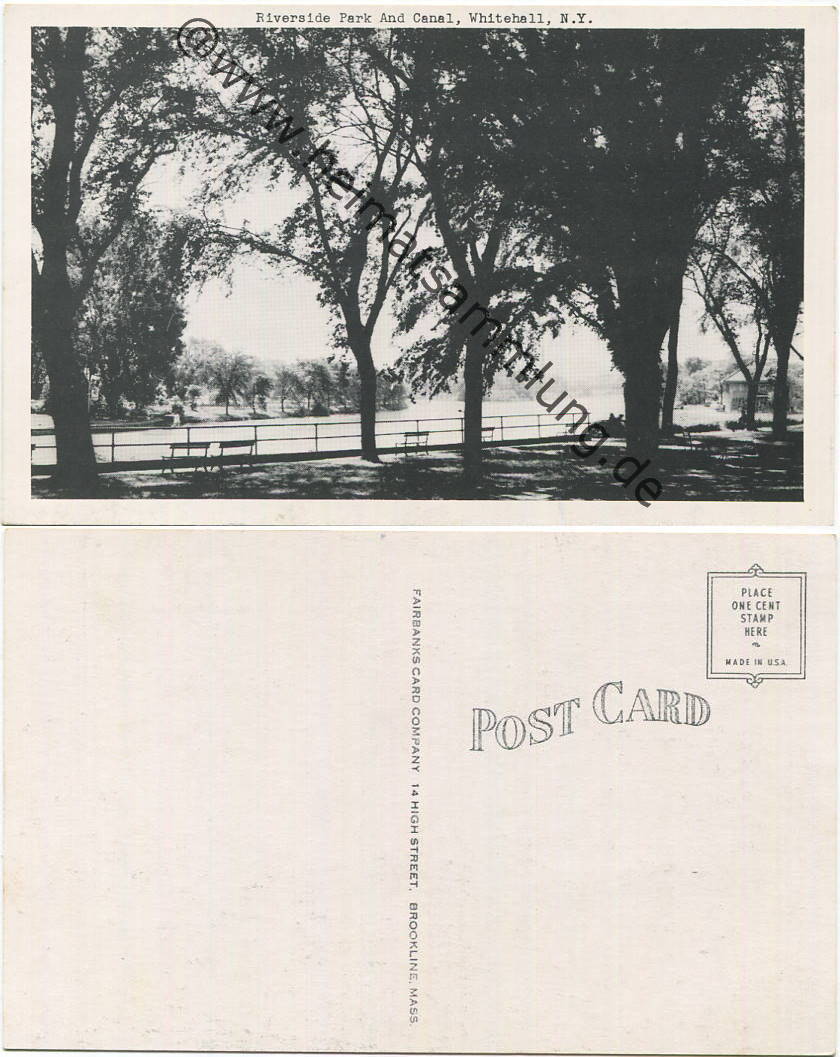 Riverside Park And Canal, Whitehall, N.Y.
©www.heimatsammlung.de
FAIRBANKS CARD COMPANY 14 HIGH STREET, BROOKLINE, MASS.
PLACE
ONE CENT
STAMP
HERE
MADE IN U.S.A.
POST CARD